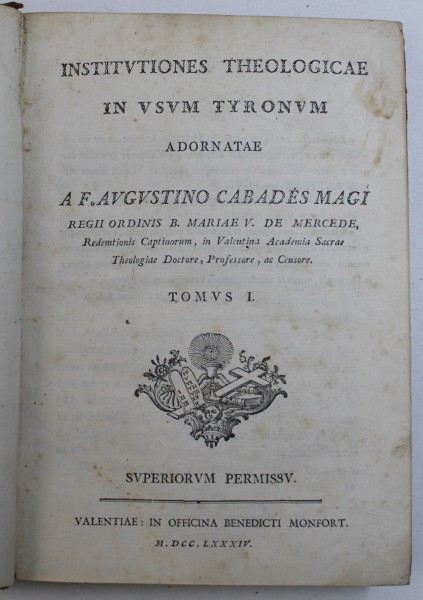 INSTITVTIONES THEOLOGICAE
IN VSVM TYRONVM
ADORNATAE
A F. AVGVSTINO CABADÉS MAGÍ
REGII ORDINIS B. MARIAE V. DE MERCEDE,
Redemtionis Captiuorum, in Valentina Academia Sacrae
Theologiae Doctore, Professore, ac Censore.
TOMVS I.
SVPERIORVM PERMISSV.
VALENTIAE: IN OFFICINA BENEDICTI MONFORT.
M.DCC.LXXXIV.